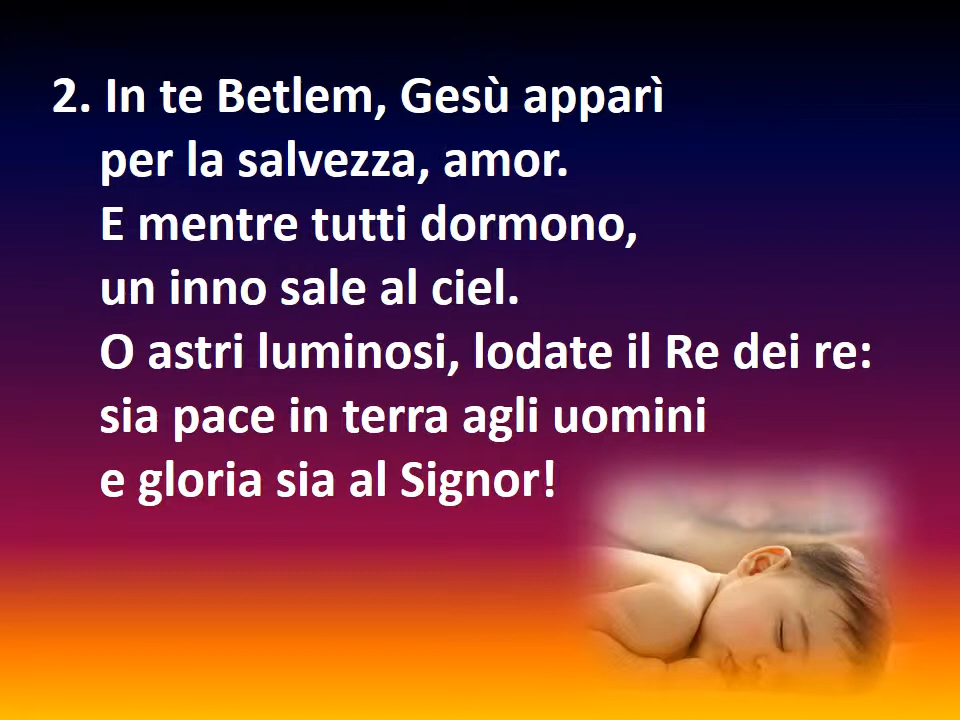 2. In te Betlem, Gesù apparì
per la salvezza, amor.
E mentre tutti dormono,
un inno sale al ciel.
O astri luminosi, lodate il Re dei re:
sia pace in terra agli uomini
e gloria sia al Signor!